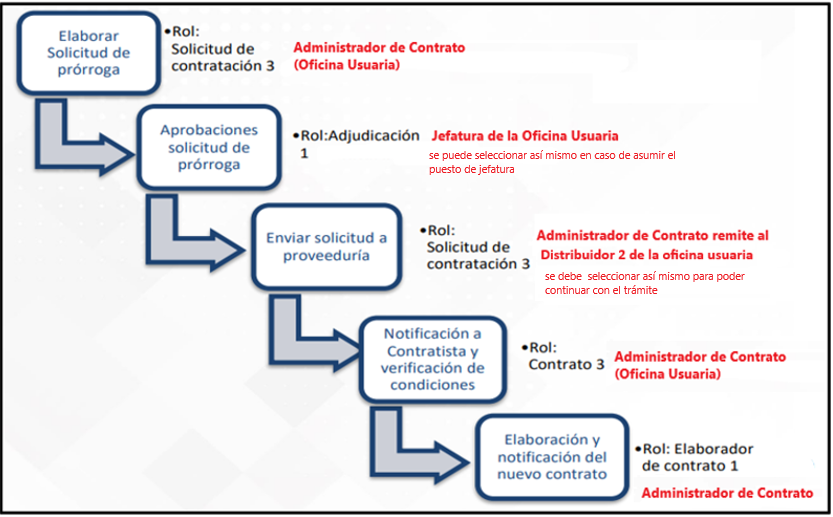 Elaborar
Solicitud de
prórroga
•Rol:
Solicitud de
contratación 3
Administrador de Contrato
(Oficina Usuaria)
Aprobaciones
solicitud de
prórroga
•Rol:Adjudicación
1
Jefatura de la Oficina Usuaria
se puede seleccionar así mismo en caso de asumir el
puesto de jefatura
Enviar solicitud a
proveeduría
•Rol:
Solicitud de
contratación 3
Administrador de Contrato remite al
Distribuidor 2 de la oficina usuaria
se debe seleccionar así mismo para poder
continuar con el trámite
Notificación a
Contratista y
verificación de
condiciones
•Rol:
Contrato 3
Administrador de Contrato
(Oficina Usuaria)
Elaboración y
notificación del
nuevo contrato
•Rol: Elaborador
de contrato 1
Administrador de Contrato